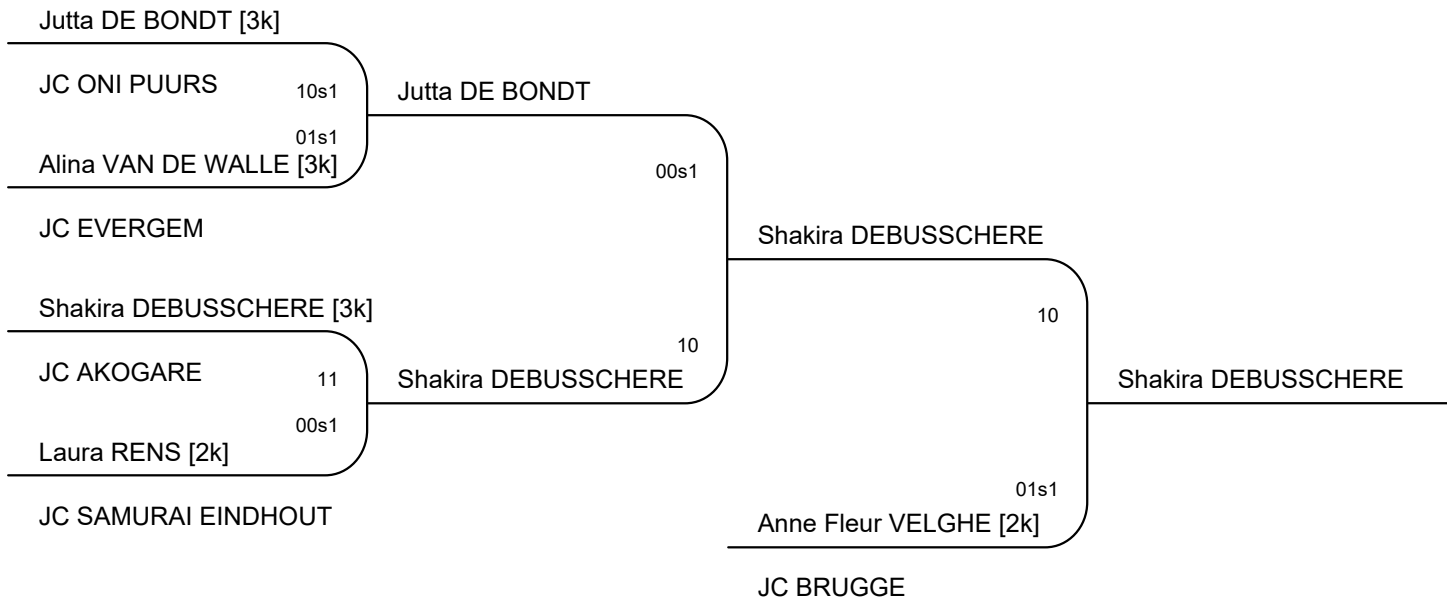 Jutta DE BONDT [3k]
JC ONI PUURS
10s1
Jutta DE BONDT
01s1
Alina VAN DE WALLE [3k]
00s1
JC EVERGEM
Shakira DEBUSSCHERE
Shakira DEBUSSCHERE [3k]
10
10
JC AKOGARE
11
Shakira DEBUSSCHERE
Shakira DEBUSSCHERE
00s1
Laura RENS [2k]
01s1
JC SAMURAI EINDHOUT
Anne Fleur VELGHE [2k]
JC BRUGGE